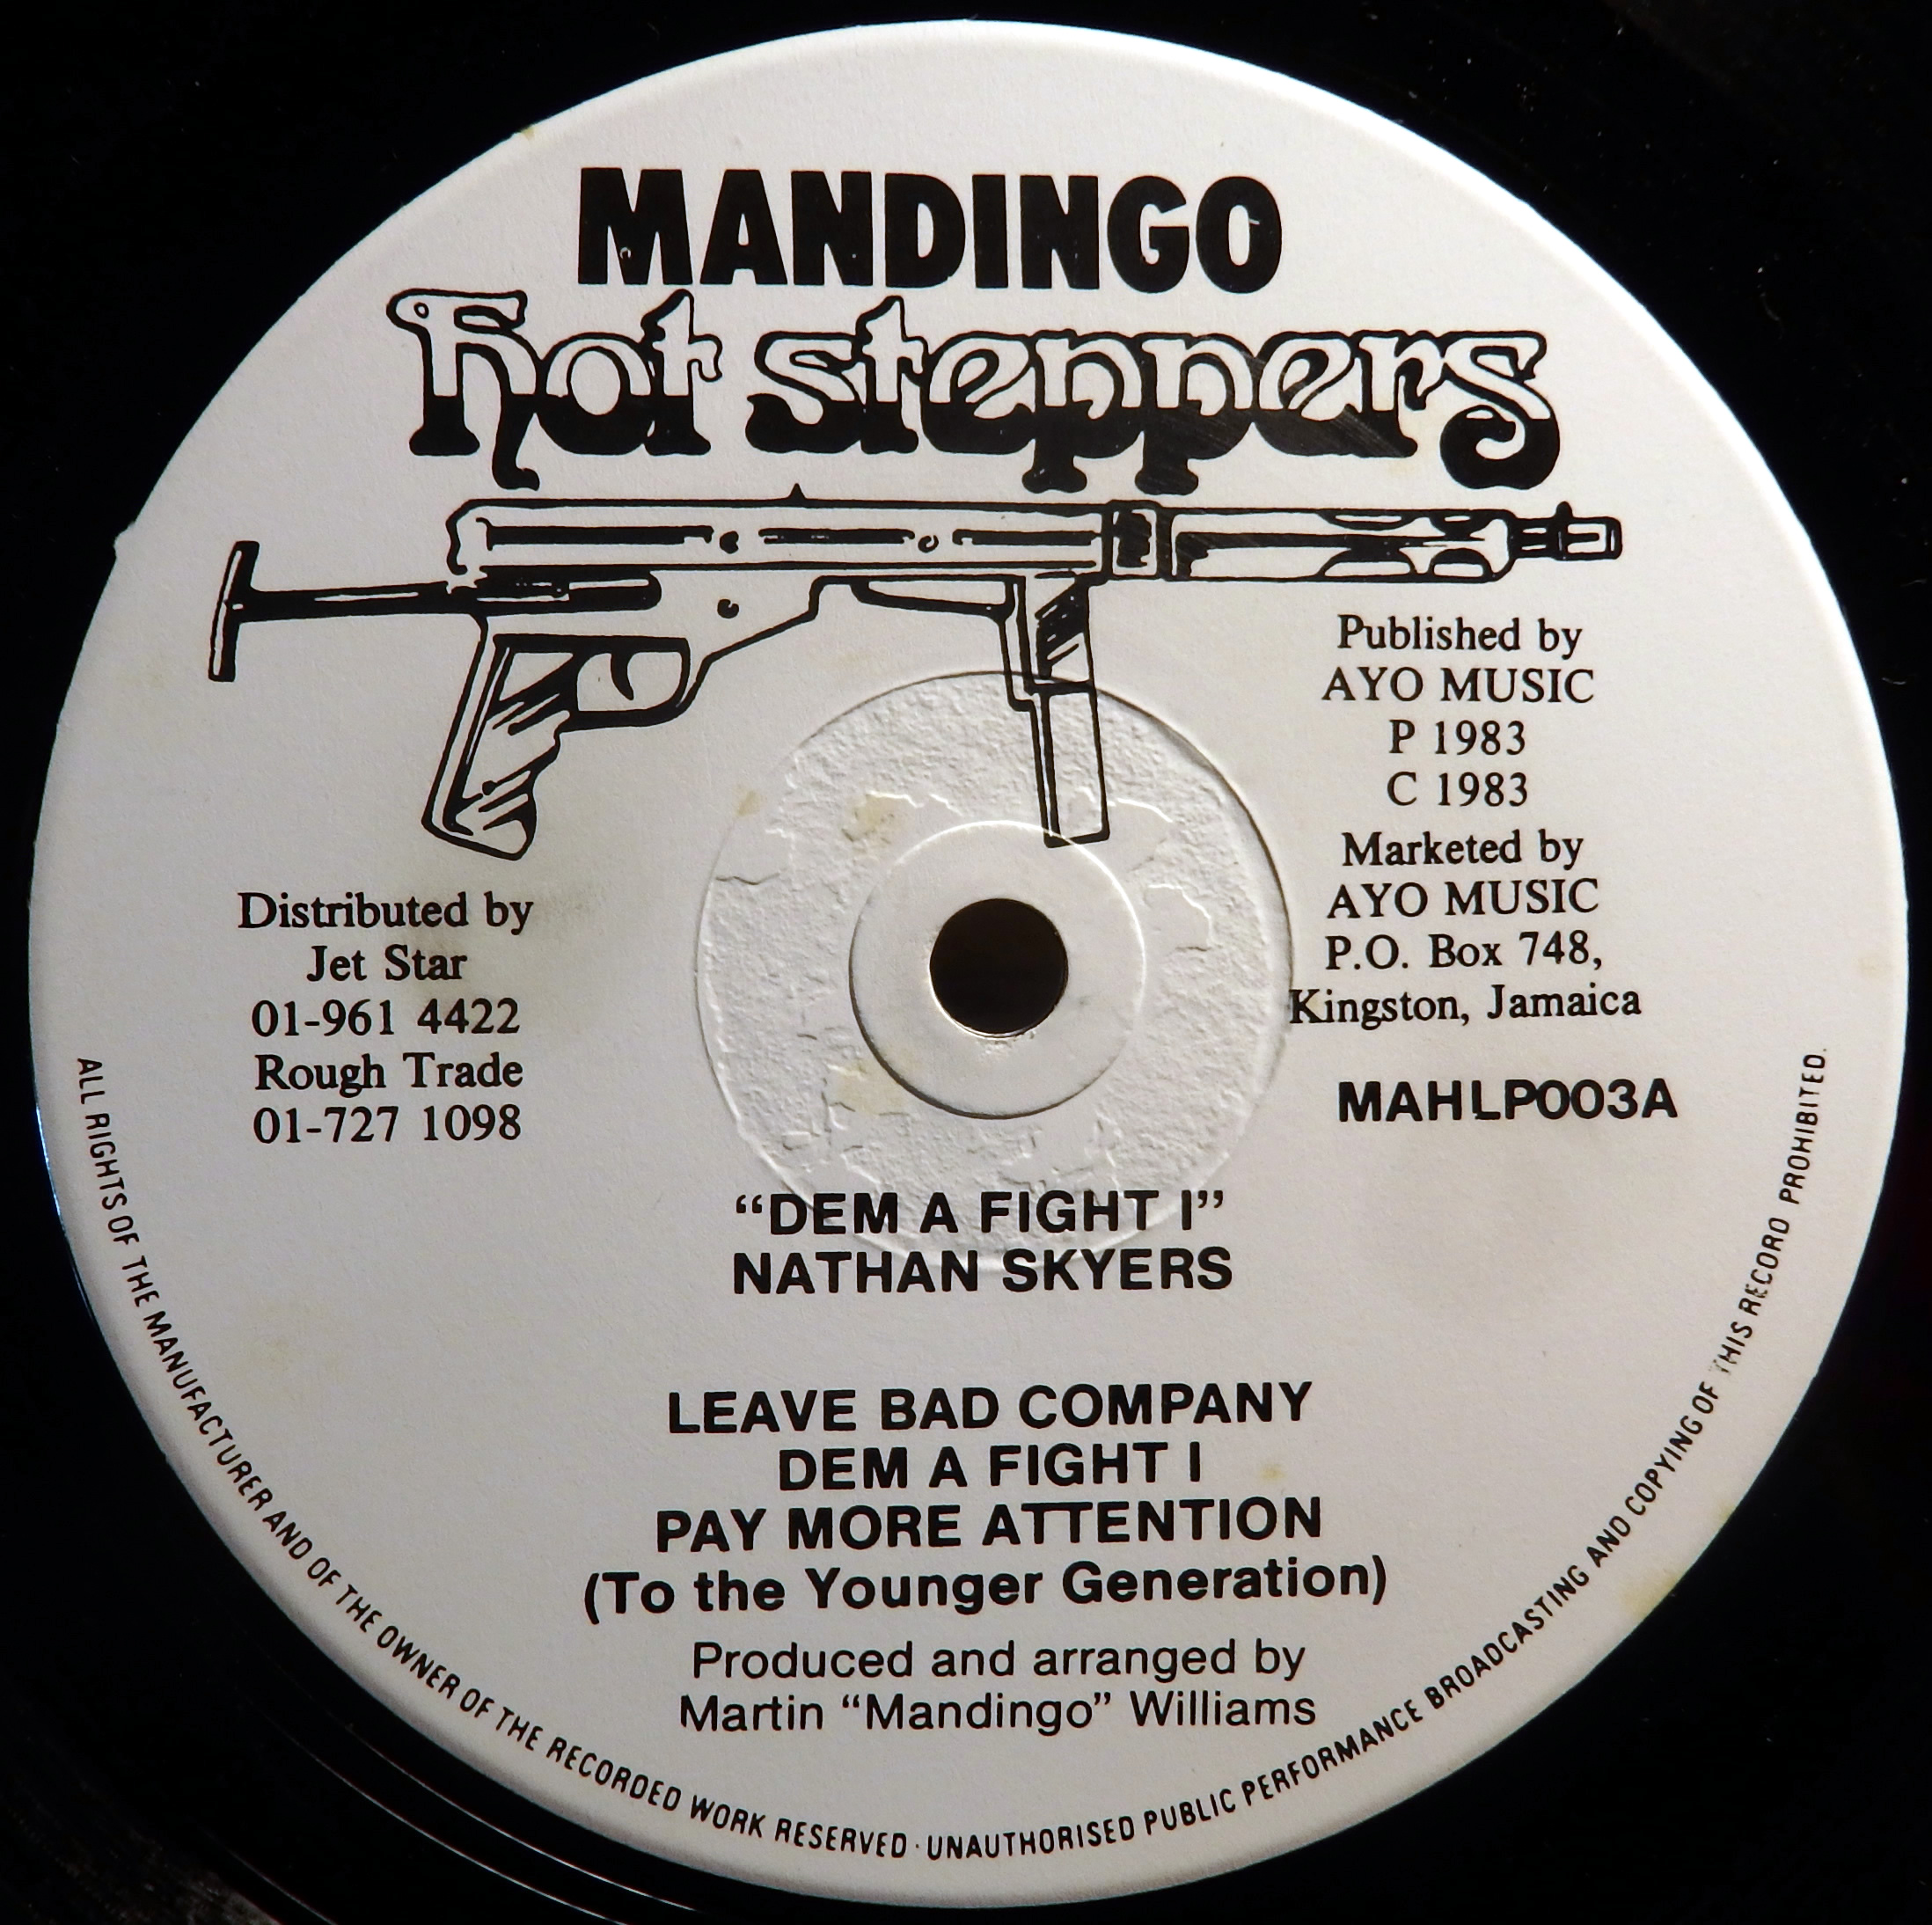 MANDINGO
hot steppers
Published by
AYO MUSIC
P 1983
C 1983
Marketed by
AYO MUSIC
P.O. Box 748,
Kingston, Jamaica
MAHLP003A
Distributed by
Jet Star
01-961 4422
Rough Trade
01-727 1098
“DEM A FIGHT I”
NATHAN SKYERS
LEAVE BAD COMPANY
DEM A FIGHT I
PAY MORE ATTENTION
(To the Younger Generation)
Produced and arranged by
Martin “Mandingo” Williams
ALL RIGHTS OF THE MANUFACTURER AND OF THE OWNER OF THE RECORDED WORK RESERVED · UNAUTHORISED PUBLIC PERFORMANCE BROADCASTING AND COPYING OF THIS RECORD PROHIBITED.